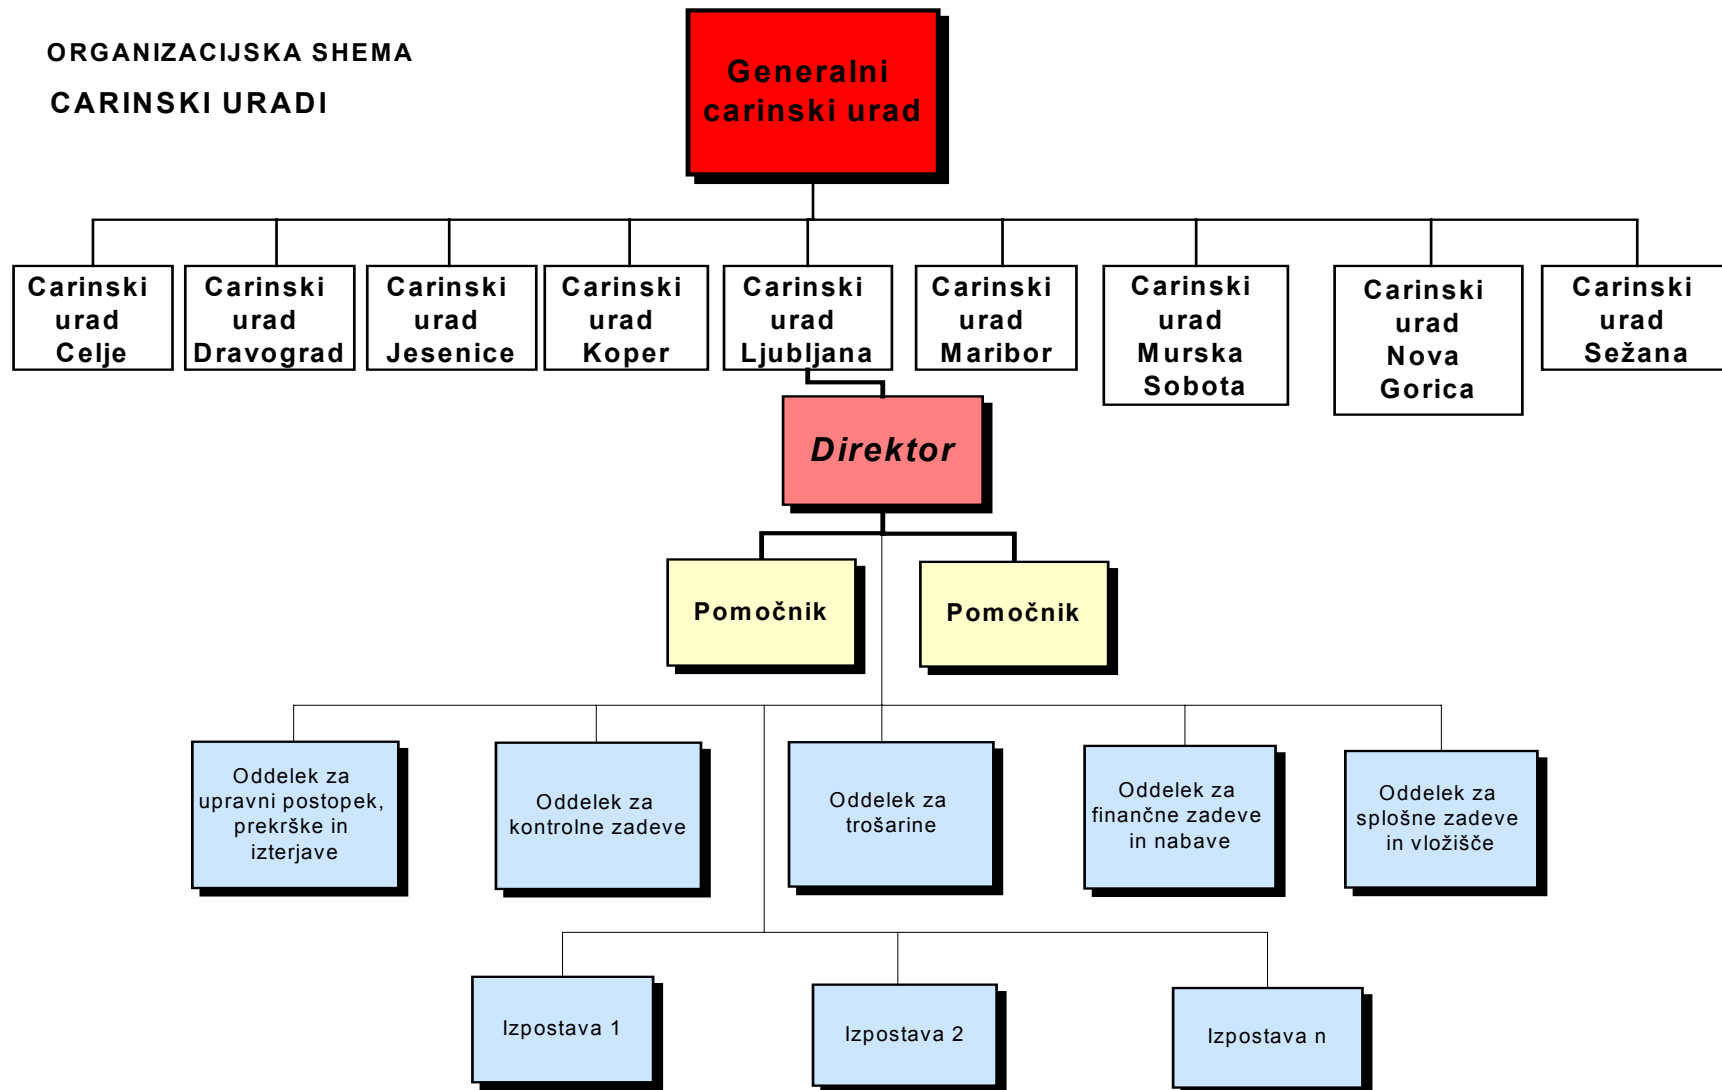 ORGANIZACIJSKA SHEMA
CARINSKI URADI
Generalni
carinski urad
Carinski
urad
Celje
Carinski
urad
Dravograd
Carinski
urad
Jesenice
Carinski
urad
Koper
Carinski
urad
Ljubljana
Carinski
urad
Maribor
Carinski
urad
Murska
Sobota
Carinski
urad
Nova
Gorica
Carinski
urad
Sežana
Direktor
Pomočnik
Pomočnik
Oddelek za
upravni postopek,
prekrške in
izterjave
Oddelek za
kontrolne zadeve
Oddelek za
trošarine
Oddelek za
finančne zadeve
in nabave
Oddelek za
splošne zadeve
in vložišče
Izpostava 1
Izpostava 2
Izpostava n